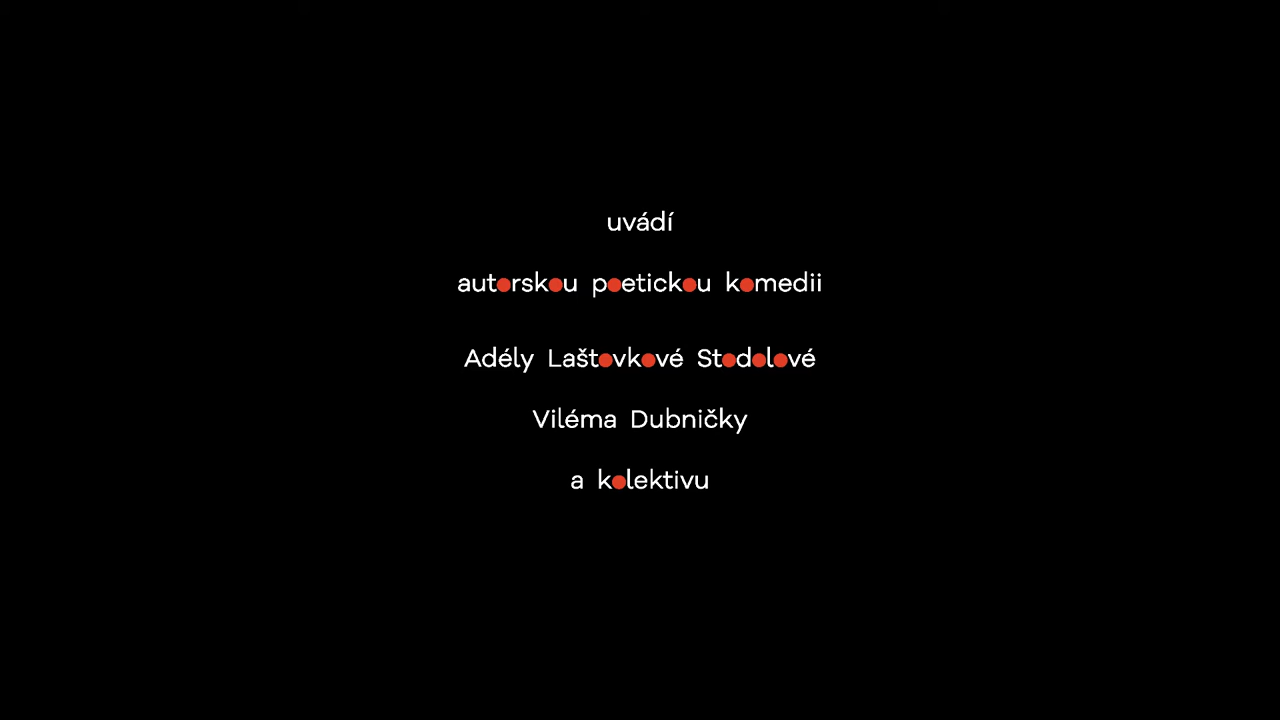 uvádí
autorskou poetickou komedii
Adély Laštovkové Stodolové
Viléma Dubničky
a kolektivu